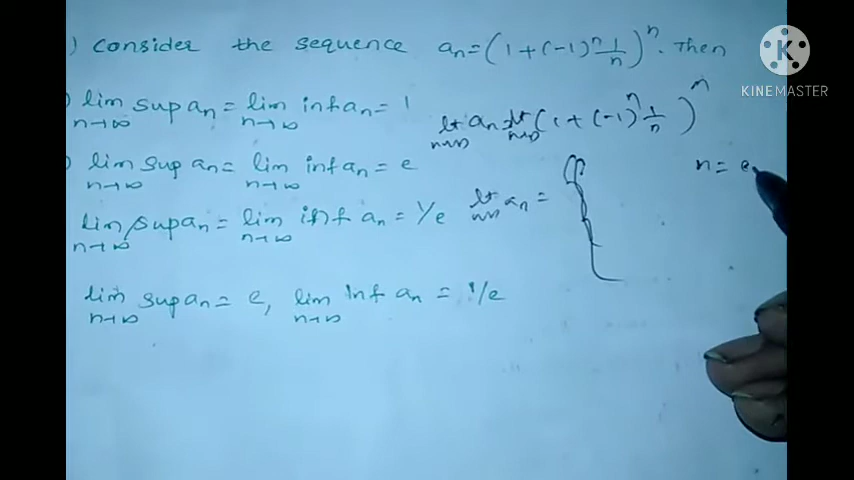 ) Consider the sequence aₙ = (1 + (-1)ⁿ 1/n)ⁿ. Then
) lim n→∞ sup aₙ = lim n→∞ inf aₙ = 1
lt n→∞ aₙ = lt n→∞ (1 + (-1)ⁿ 1/n)ⁿ
) lim n→∞ sup aₙ = lim n→∞ inf aₙ = e
n = e
lim n→∞ sup aₙ = lim n→∞ inf aₙ = 1/e
lt n→∞ aₙ = {
lim n→∞ sup aₙ = e, lim n→∞ inf aₙ = 1/e
K
KINEMASTER